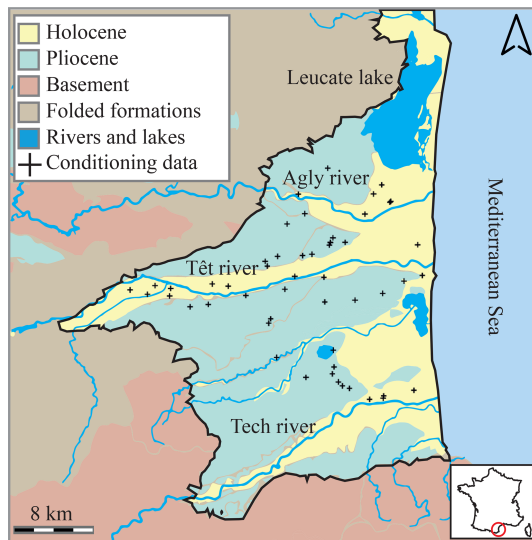 Holocene
Pliocene
Basement
Folded formations
Rivers and lakes
Conditioning data
Leucate lake
Agly river
Mediterranean Sea
Têt river
Tech river
8 km